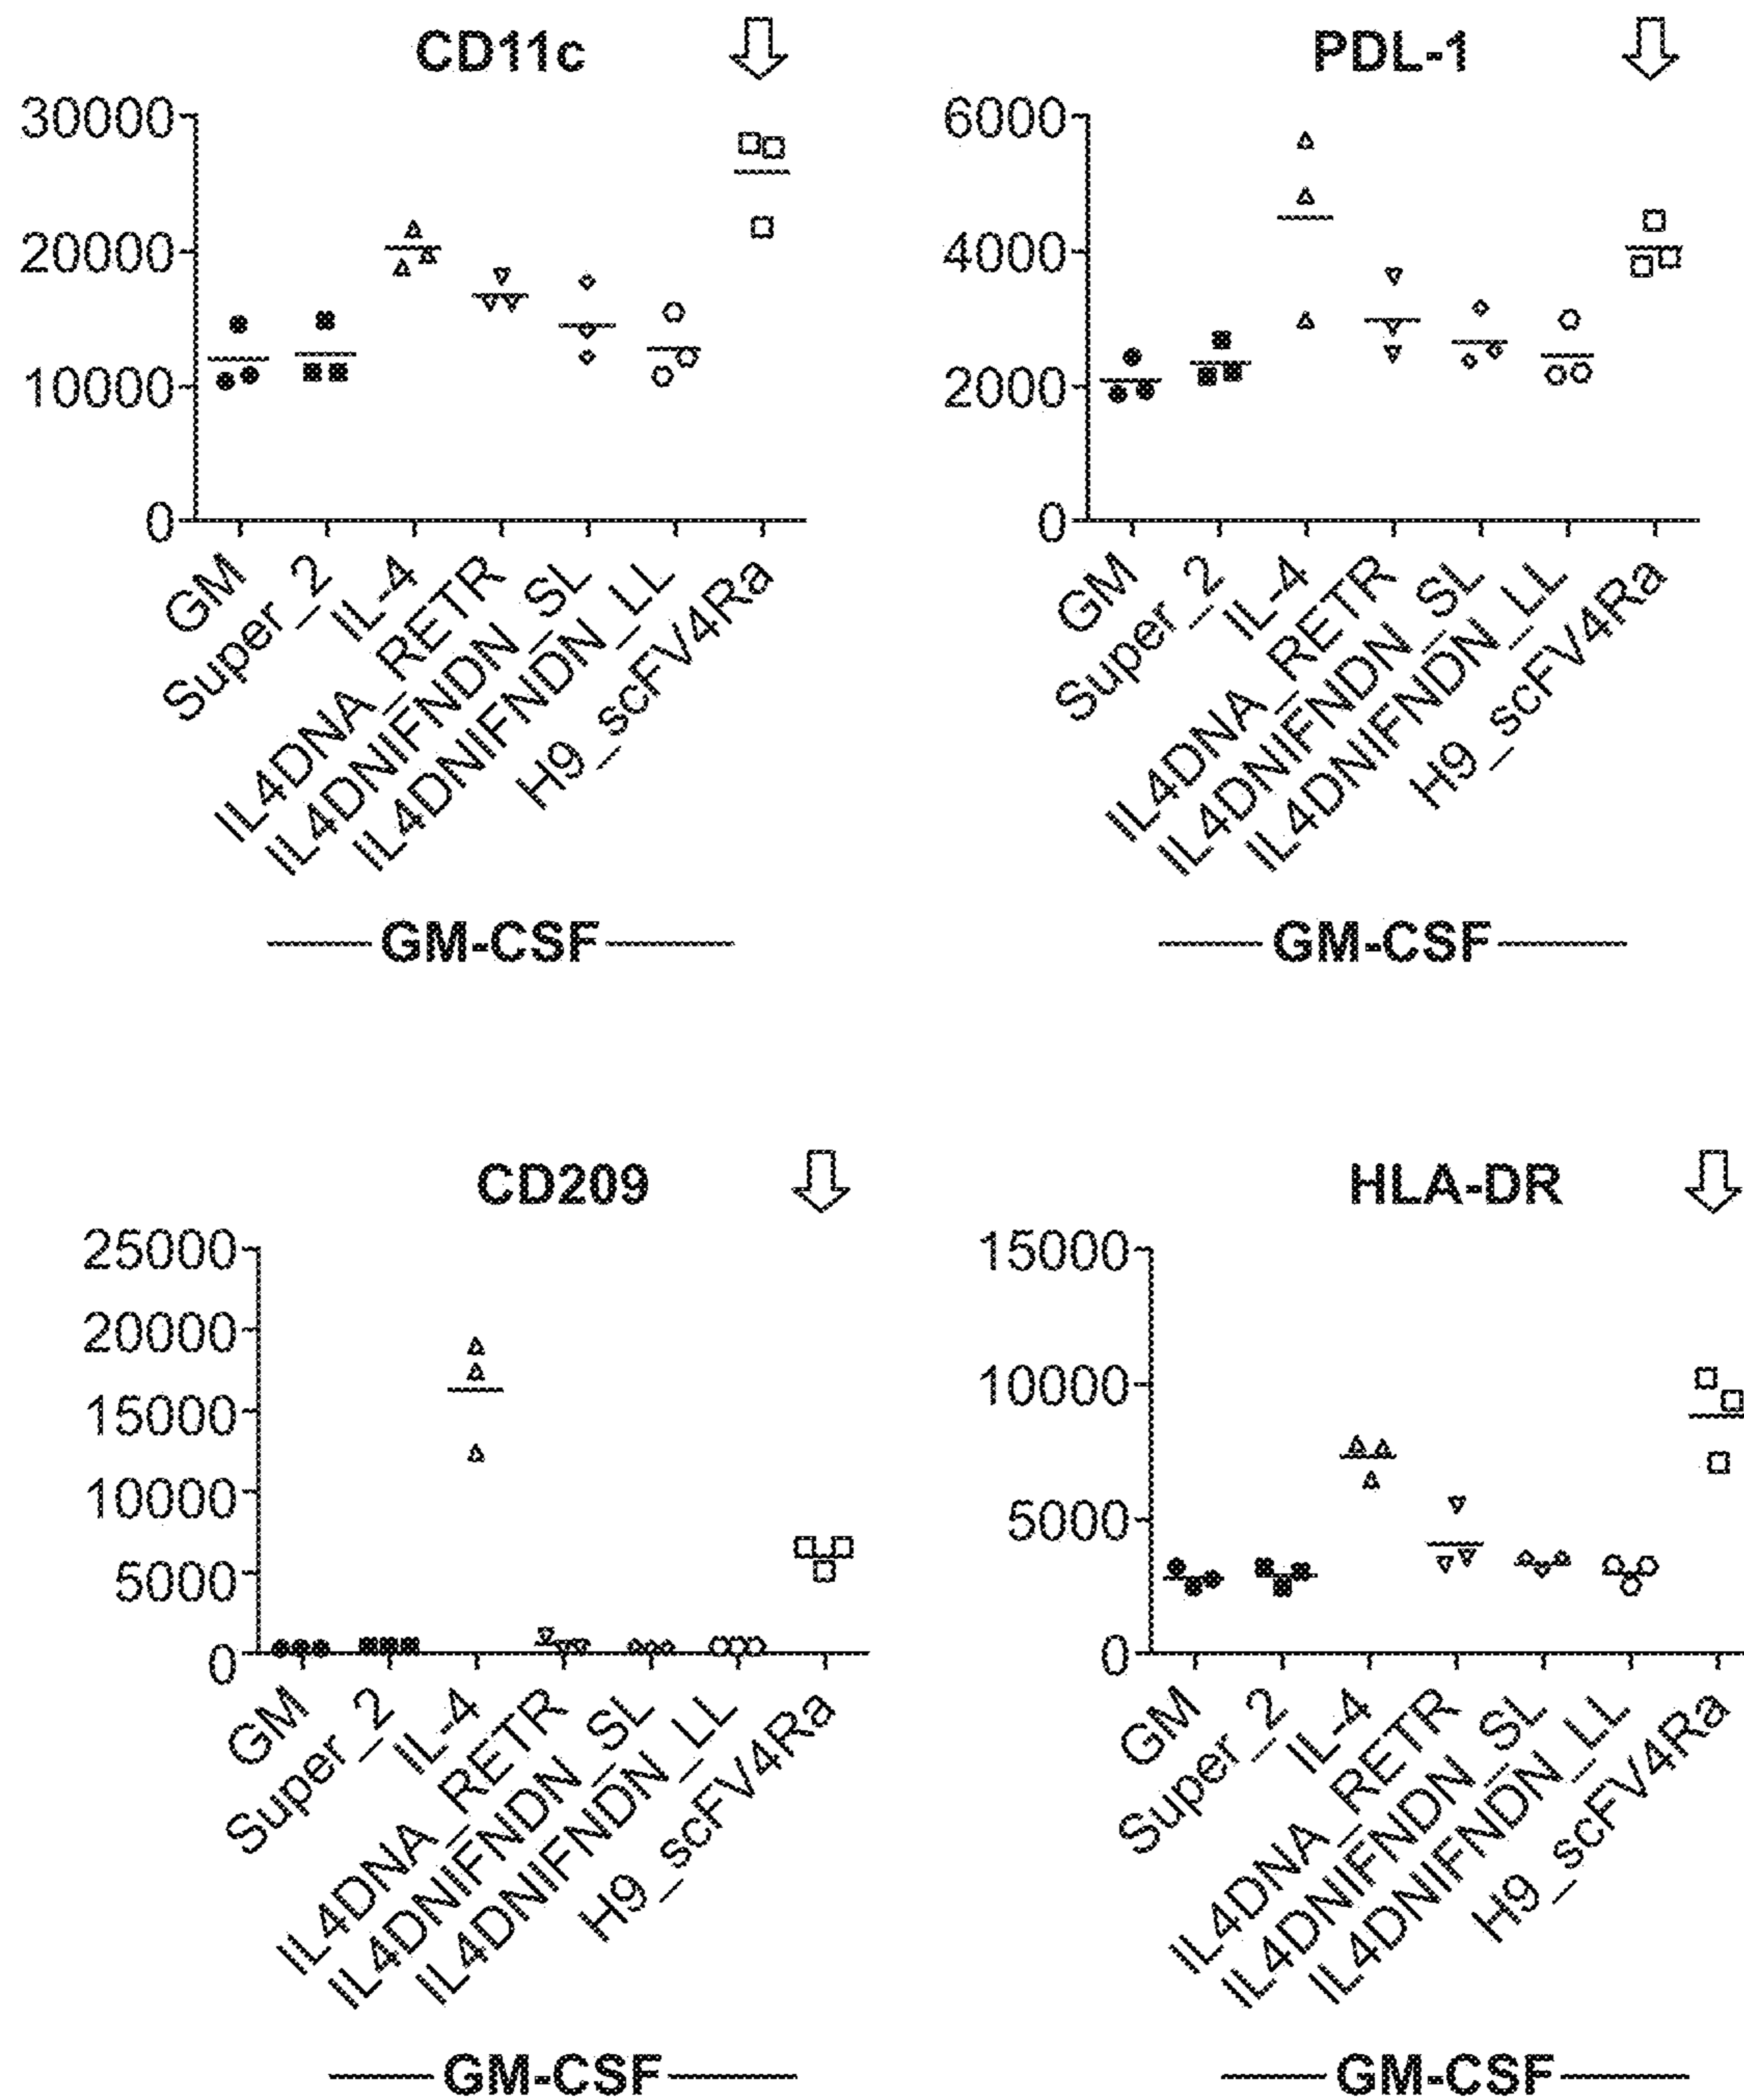 CD11c
30000
20000
10000
0
GM
Super_2
IL-4
IL4DNA_RETR
IL4DNIFNDN_SL
IL4DNIFNDN_LL
H9_scFV4Ra
GM-CSF
PDL-1
6000
4000
2000
0
GM
Super_2
IL-4
IL4DNA_RETR
IL4DNIFNDN_SL
IL4DNIFNDN_LL
H9_scFV4Ra
GM-CSF
CD209
25000
20000
15000
10000
5000
0
GM
Super_2
IL-4
IL4DNA_RETR
IL4DNIFNDN_SL
IL4DNIFNDN_LL
H9_scFV4Ra
GM-CSF
HLA-DR
15000
10000
5000
0
GM
Super_2
IL-4
IL4DNA_RETR
IL4DNIFNDN_SL
IL4DNIFNDN_LL
H9_scFV4Ra
GM-CSF